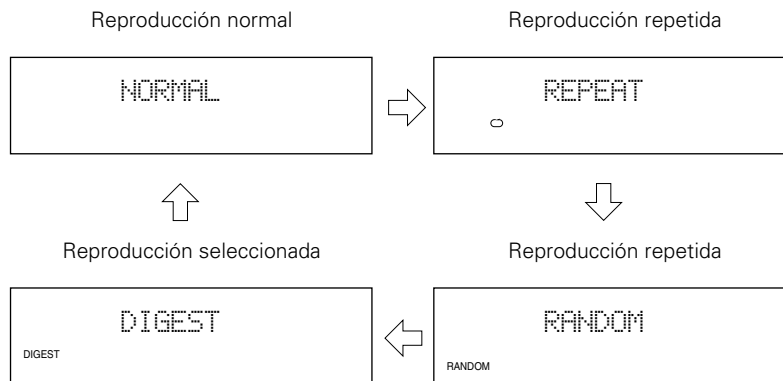 Reproducción normal
Reproducción repetida
NORMAL
REPEAT
Reproducción seleccionada
Reproducción repetida
DIGEST
RANDOM
DIGEST
RANDOM